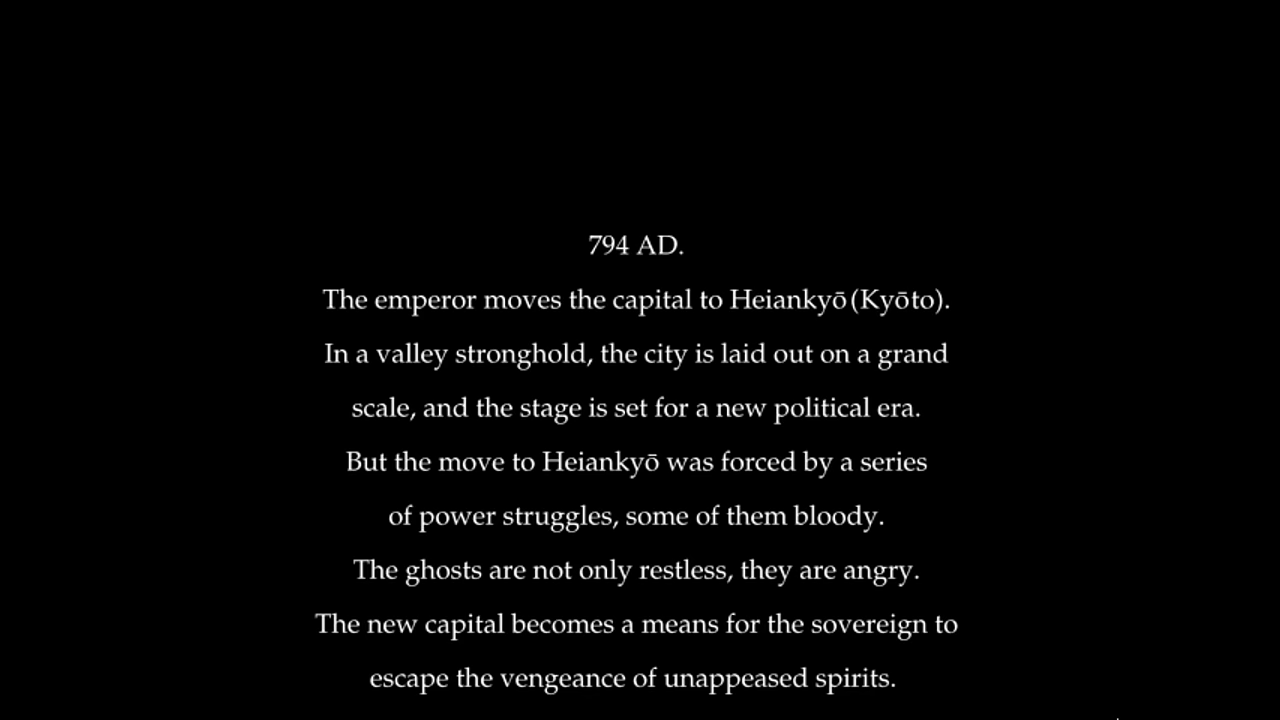 794 AD.
The emperor moves the capital to Heiankyō(Kyōto).
In a valley stronghold, the city is laid out on a grand
scale, and the stage is set for a new political era.
But the move to Heiankyō was forced by a series
of power struggles, some of them bloody.
The ghosts are not only restless, they are angry.
The new capital becomes a means for the sovereign to
escape the vengeance of unappeased spirits.